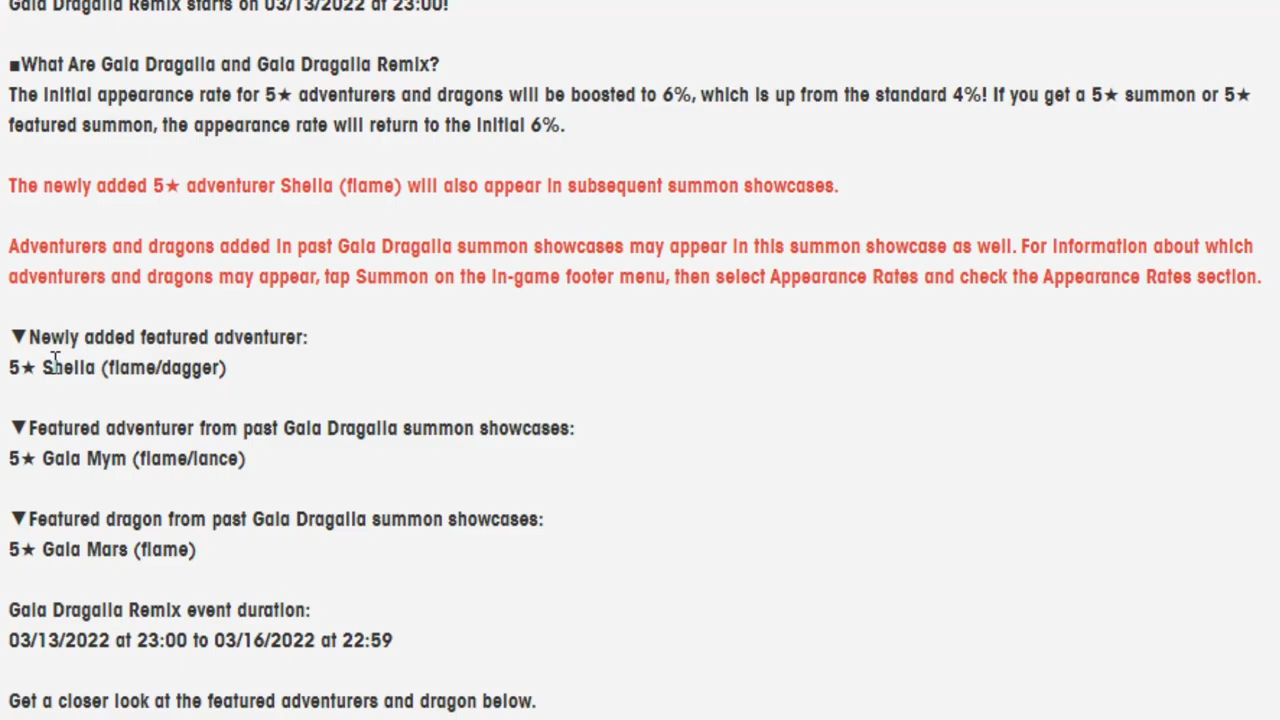 Gala Dragalia Remix starts on 03/13/2022 at 23:00!
■What Are Gala Dragalia and Gala Dragalia Remix?
The initial appearance rate for 5★ adventurers and dragons will be boosted to 6%, which is up from the standard 4%! If you get a 5★ summon or 5★
featured summon, the appearance rate will return to the initial 6%.
The newly added 5★ adventurer Sheila (flame) will also appear in subsequent summon showcases.
Adventurers and dragons added in past Gala Dragalia summon showcases may appear in this summon showcase as well. For information about which
adventurers and dragons may appear, tap Summon on the in-game footer menu, then select Appearance Rates and check the Appearance Rates section.
▼Newly added featured adventurer:
5★ Sheila (flame/dagger)
▼Featured adventurer from past Gala Dragalia summon showcases:
5★ Gala Mym (flame/lance)
▼Featured dragon from past Gala Dragalia summon showcases:
5★ Gala Mars (flame)
Gala Dragalia Remix event duration:
03/13/2022 at 23:00 to 03/16/2022 at 22:59
Get a closer look at the featured adventurers and dragon below.